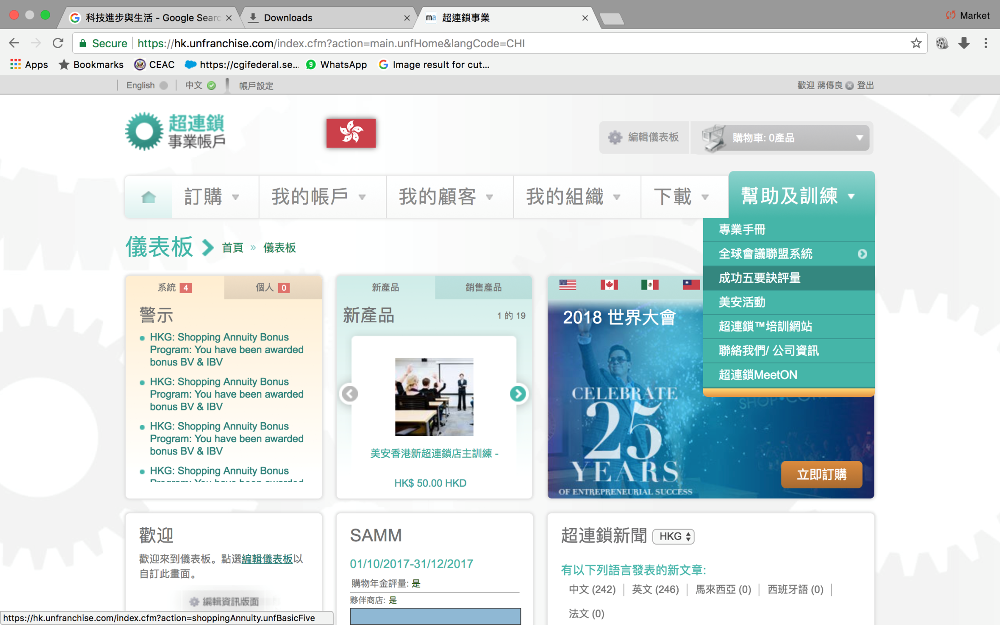 科技進步與生活 - Google Searc
Downloads
ma 超連鎖事業
Market
Secure
https://hk.unfranchise.com/index.cfm?action=main.unfHome&langCode=CHI
Apps
Bookmarks
CEAC
https://cgifederal.se...
9 WhatsApp
Image result for cut...
English
中文
帳戶設定
歡迎 蔣傳良
登出
超連鎖
事業帳戶
編輯儀表板
購物車: 0產品
訂購
我的帳戶
我的顧客
我的組織
下載
幫助及訓練
專業手冊
全球會議聯盟系統
成功五要訣評量
美安活動
超連鎖™培訓網站
聯絡我們/ 公司資訊
超連鎖MeetON
儀表板
首頁 » 儀表板
系統 4
個人 0
警示
HKG: Shopping Annuity Bonus
Program: You have been awarded
bonus BV & IBV
HKG: Shopping Annuity Bonus
Program: You have been awarded
bonus BV & IBV
HKG: Shopping Annuity Bonus
Program: You have been awarded
bonus BV & IBV
HKG: Shopping Annuity Bonus
Program: You have been awarded
新產品
銷售產品
新產品
1 的 19
美安香港新超連鎖店主訓練 -
HK$ 50.00 HKD
2018 世界大會
SHOP•COM
CELEBRATE
25
YEARS
OF ENTREPRENEURIAL SUCCESS
立即訂購
歡迎
歡迎來到儀表板。點選編輯儀表板以
自訂此畫面。
編輯資訊版面
SAMM
01/10/2017-31/12/2017
購物年金評量: 是
夥伴商店: 是
超連鎖新聞 HKG
有以下列語言發表的新文章:
中文 (242)
英文 (246)
馬來西亞 (0)
西班牙語 (0)
法文 (0)
https://hk.unfranchise.com/index.cfm?action=shoppingAnnuity.unfBasicFive